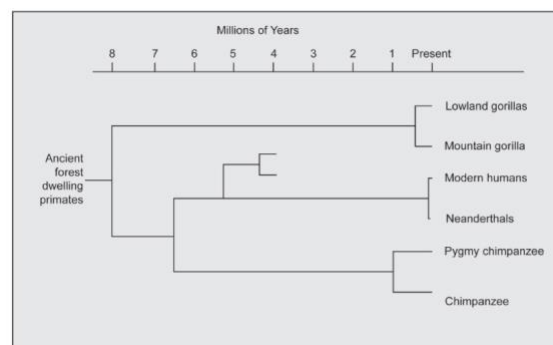 Millions of Years
8 7 6 5 4 3 2 1 Present
Lowland gorillas
Mountain gorilla
Ancient
forest
dwelling
primates
Modern humans
Neanderthals
Pygmy chimpanzee
Chimpanzee